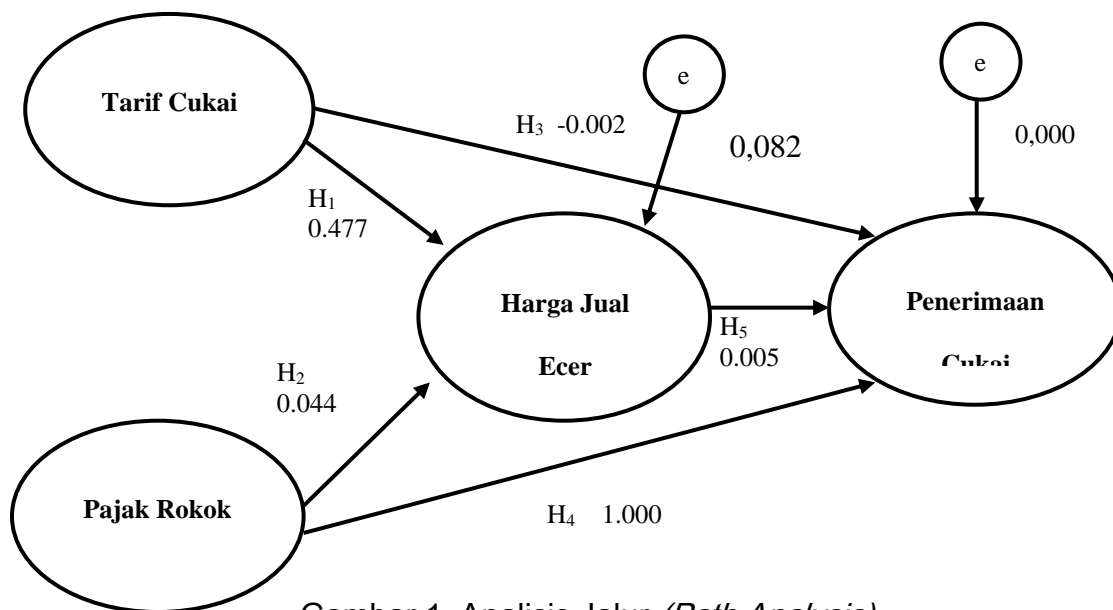 Tarif Cukai
e
e
H₃ -0.002
0,082
0,000
H₁
0.477
Harga Jual
Ecer
Penerimaan
Cukai
H₅
0.005
H₂
0.044
Pajak Rokok
H₄ 1.000
Gambar 1. Analisis Jalur (Path Analysis)